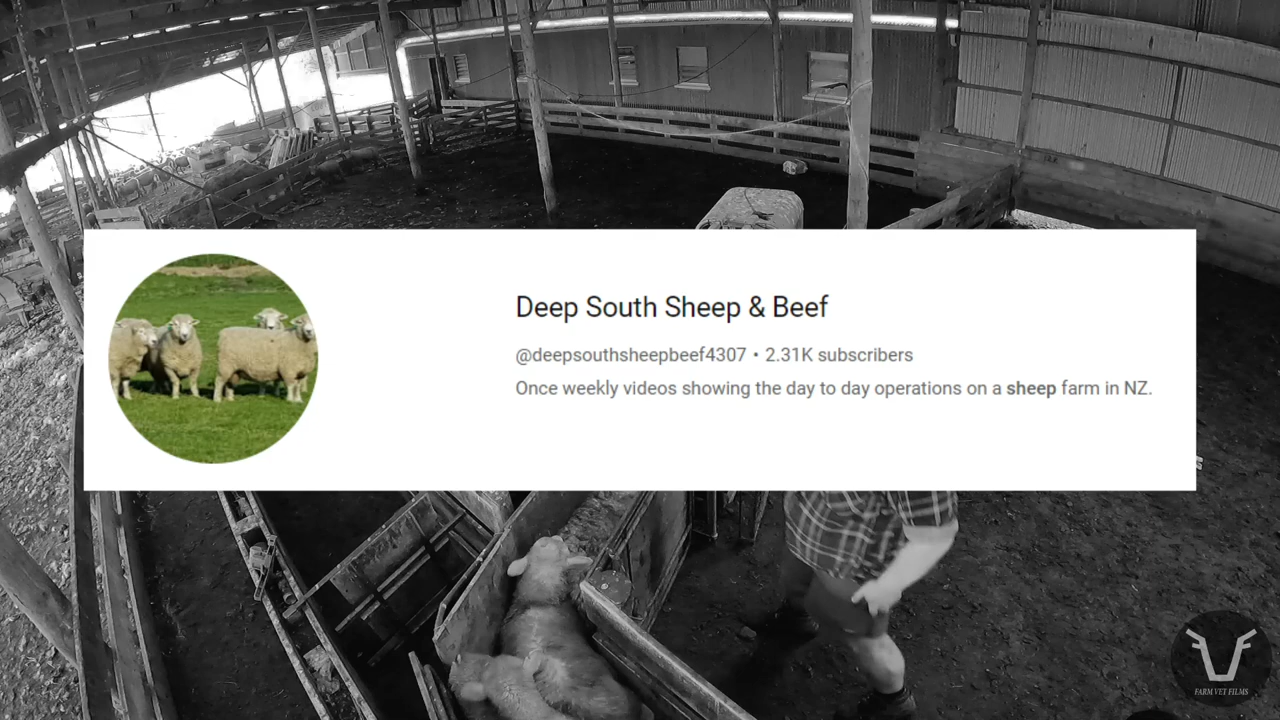 Deep South Sheep & Beef
@deepsouthsheepbeef4307 • 2.31K subscribers
Once weekly videos showing the day to day operations on a sheep farm in NZ.
FARM VET FILMS